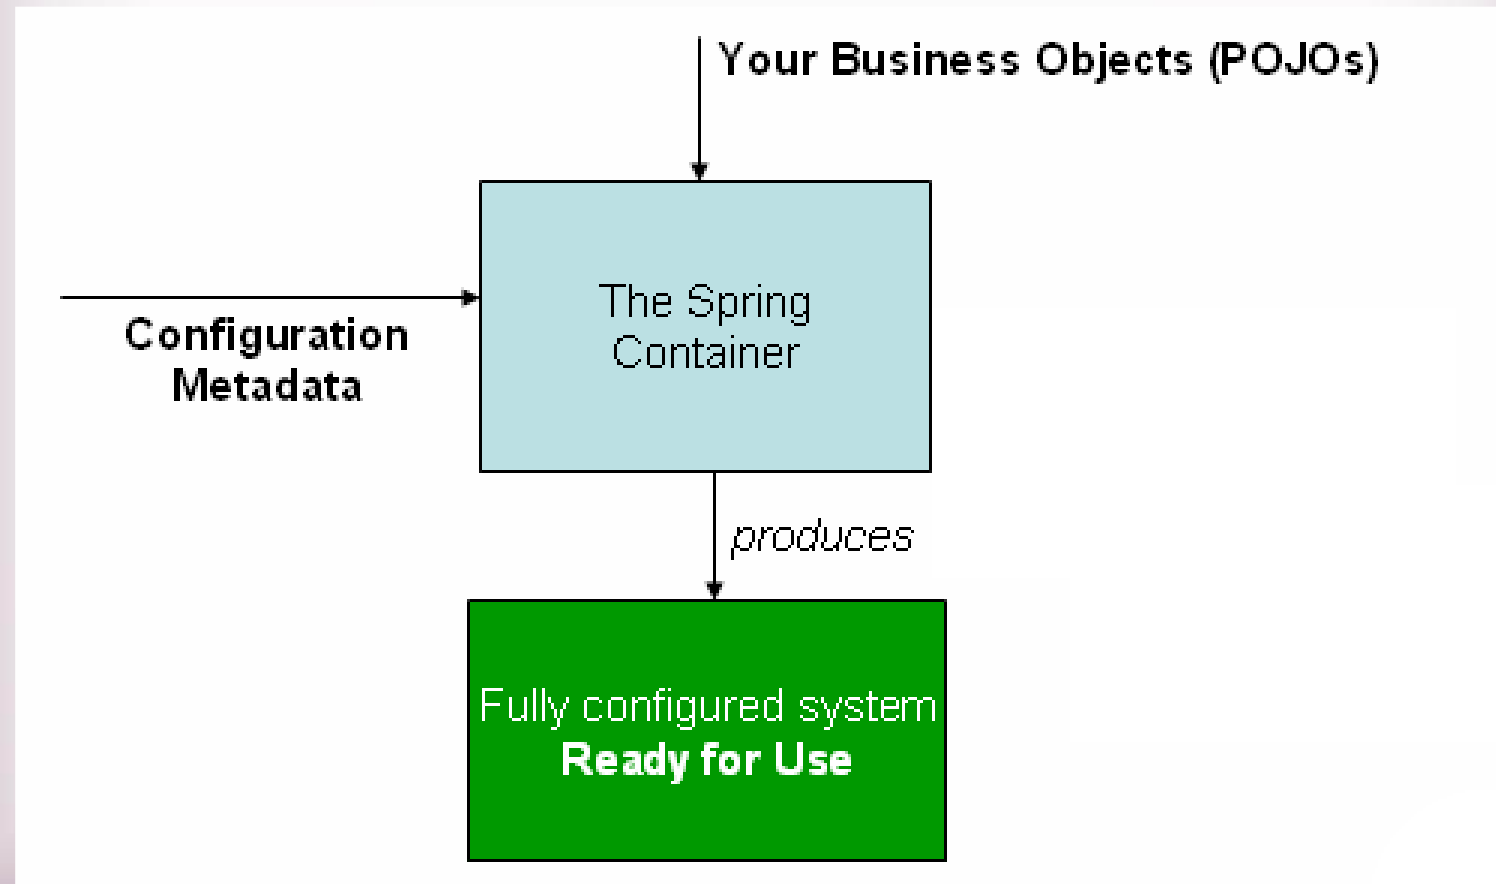 Your Business Objects (POJOs)
The Spring
Container
Configuration
Metadata
produces
Fully configured system
Ready for Use